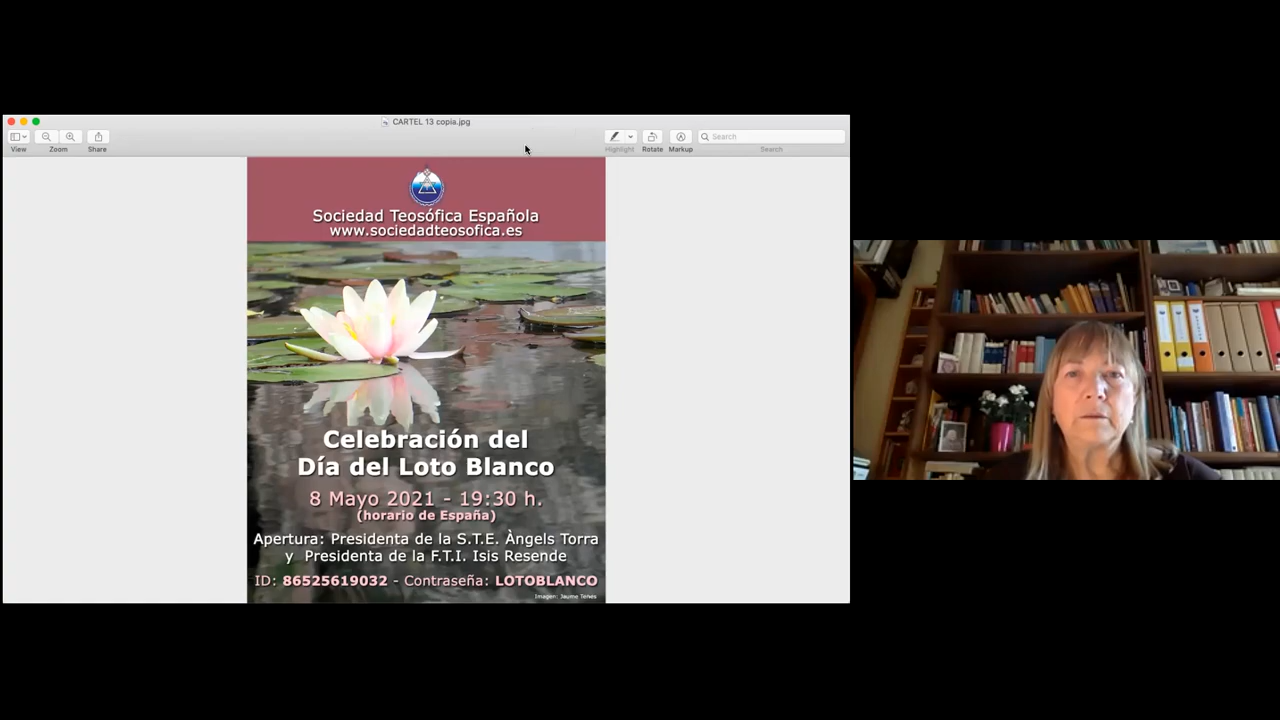 CARTEL 13 copia.jpg
View
Zoom
Share
Highlight
Rotate
Markup
Search
Search
Sociedad Teosófica Española
www.sociedadteosofica.es
Celebración del
Día del Loto Blanco
8 Mayo 2021 - 19:30 h.
(horario de España)
Apertura: Presidenta de la S.T.E. Àngels Torra
y Presidenta de la F.T.I. Isis Resende
ID: 86525619032 - Contraseña: LOTOBLANCO
Imagen: Jaume Teñes